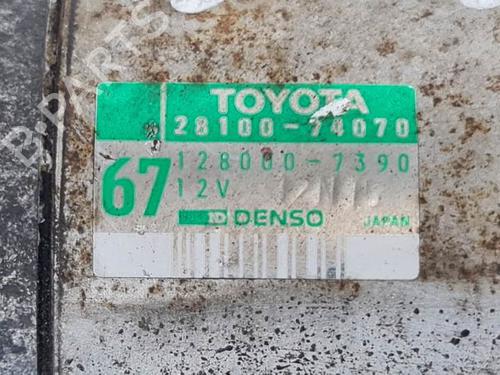 TOYOTA
28100-74070
67
128000-7390
12V
DENSO
JAPAN